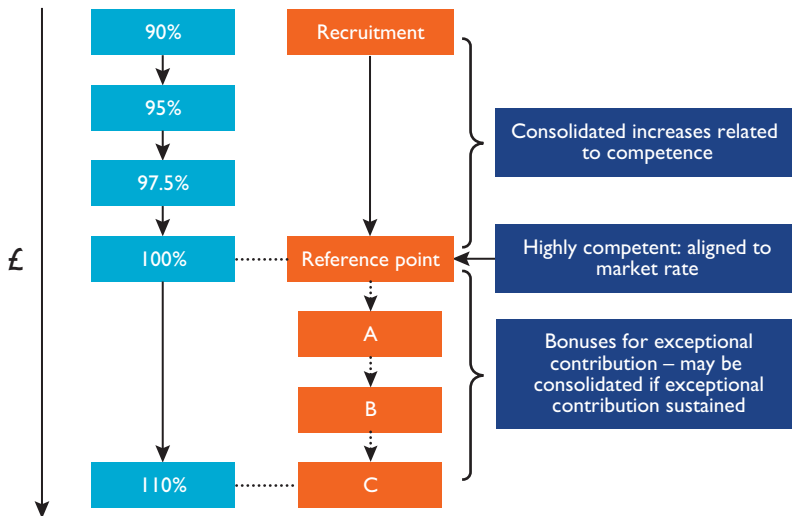 90%
Recruitment
95%
Consolidated increases related
to competence
97.5%
£
100%
Reference point
Highly competent: aligned to
market rate
A
Bonuses for exceptional
contribution – may be
consolidated if exceptional
contribution sustained
B
110%
C